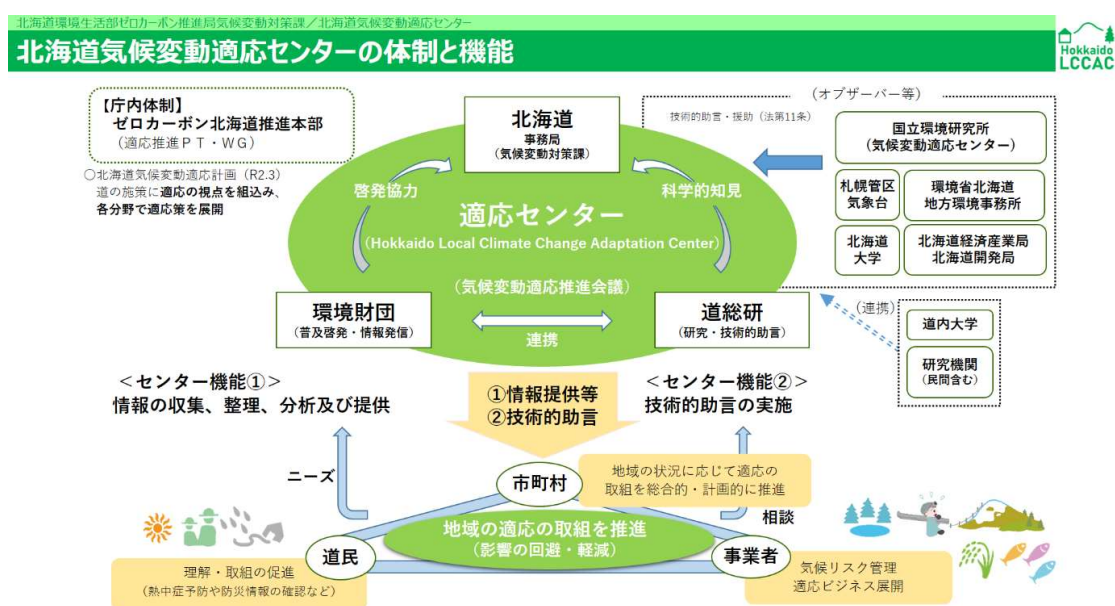 北海道環境生活部ゼロカーボン推進局気候変動対策課／北海道気候変動適応センター
北海道気候変動適応センターの体制と機能
Hokkaido
LCCAC
【庁内体制】
ゼロカーボン北海道推進本部
（適応推進ＰＴ・ＷＧ）
○北海道気候変動適応計画（R2.3）
道の施策に適応の視点を組込み、
各分野で適応策を展開
北海道
事務局
(気候変動対策課)
啓発協力
科学的知見
適応センター
(Hokkaido Local Climate Change Adaptation Center)
(気候変動適応推進会議)
環境財団
(普及啓発・情報発信)
連携
道総研
(研究・技術的助言)
（オブザーバー等）
技術的助言・援助（法第11条）
国立環境研究所
(気候変動適応センター)
札幌管区
気象台
環境省北海道
地方環境事務所
北海道
大学
北海道経済産業局
北海道開発局
（連携）
道内大学
研究機関
(民間含む)
＜センター機能①＞
情報の収集、整理、分析及び提供
①情報提供等
②技術的助言
＜センター機能②＞
技術的助言の実施
ニーズ
市町村
地域の状況に応じて適応の
取組を総合的・計画的に推進
相談
地域の適応の取組を推進
(影響の回避・軽減)
道民
事業者
理解・取組の促進
(熱中症予防や防災情報の確認など)
気候リスク管理
適応ビジネス展開